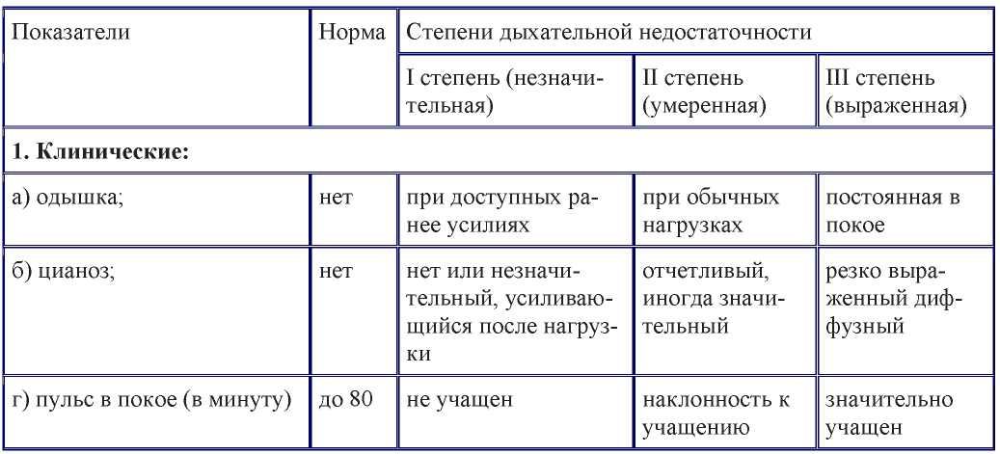 Показатели
Норма
Степени дыхательной недостаточности
I степень (незначи-
тельная)
II степень
(умеренная)
III степень
(выраженная)
1. Клинические:
а) одышка;
нет
при доступных ра-
нее усилиях
при обычных
нагрузках
постоянная в
покое
б) цианоз;
нет
нет или незначи-
тельный, усиливаю-
щийся после нагруз-
ки
отчетливый,
иногда значи-
тельный
резко выра-
женный диф-
фузный
г) пульс в покое (в минуту)
до 80
не учащен
наклонность к
учащению
значительно
учащен